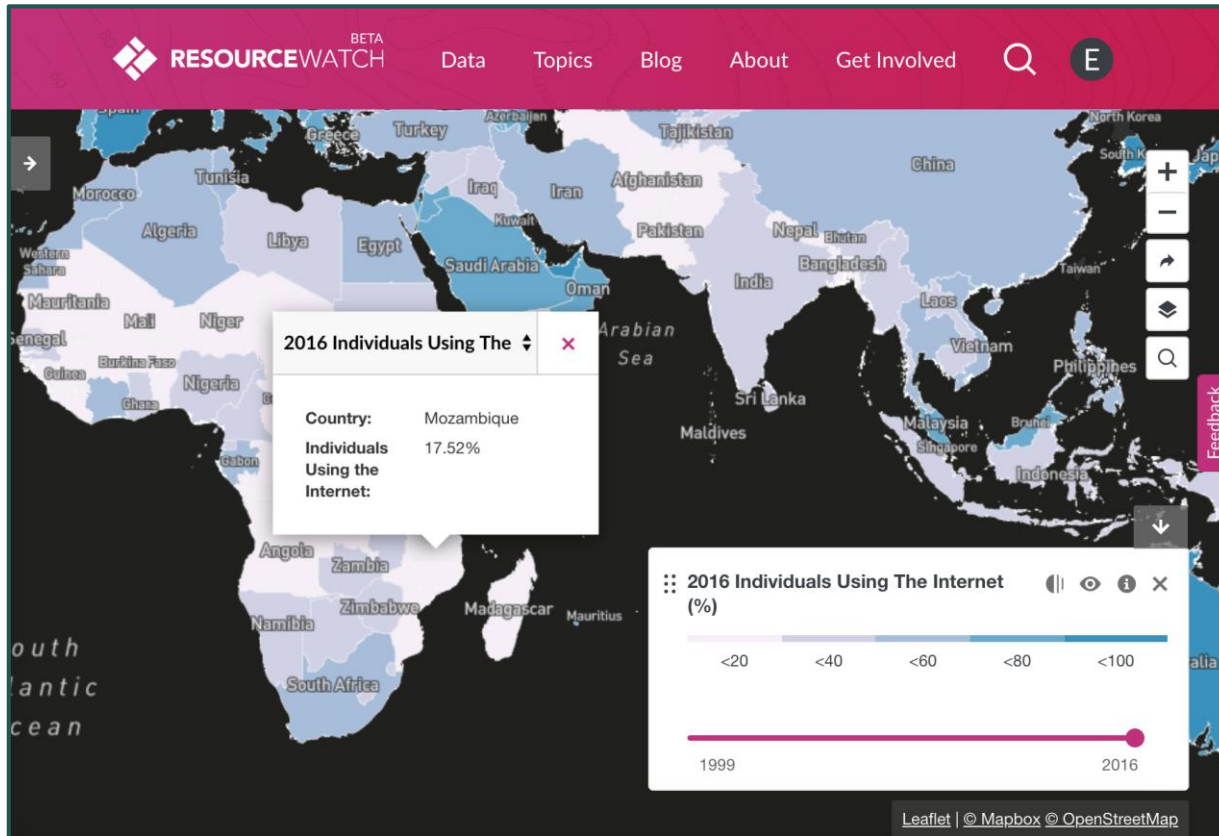 BETA
RESOURCEWATCH
Data
Topics
Blog
About
Get Involved
E
Spain
Greece
Turkey
Azerbaijan
Tajikistan
North Korea
China
South K
Jap
Morocco
Tunisia
Iraq
Iran
Afghanistan
Algeria
Libya
Egypt
Kuwait
Pakistan
Nepal
Bhutan
Western
Sahara
Saudi Arabia
Bangladesh
Taiwan
India
Oman
Mauritania
Mali
Niger
Laos
Arabian
Sea
enegal
Burkina Faso
Guinea
Nigeria
Ghana
Vietnam
Philippines
Sri Lanka
Maldives
Malaysia
Brunei
Singapore
Indonesia
Gabon
Feedback
2016 Individuals Using The
Country: Mozambique
Individuals 17.52%
Using the
Internet:
Angola
Zambia
Zimbabwe
Madagascar
Mauritius
Namibia
South Africa
outh
lantic
cean
alia
2016 Individuals Using The Internet
(%)
<20 <40 <60 <80 <100
1999 2016
Leaflet | © Mapbox © OpenStreetMap